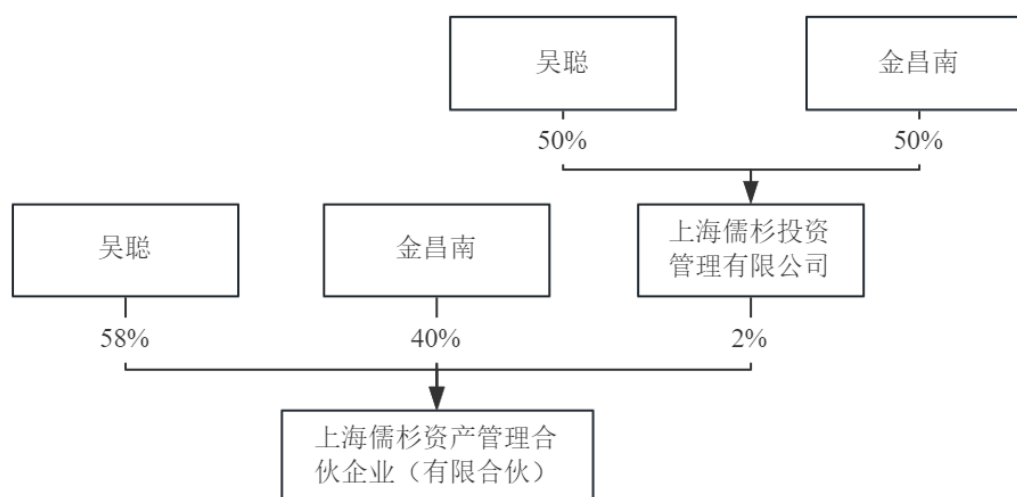 吴聪
金昌南
50%
50%
吴聪
金昌南
上海儒杉投资
管理有限公司
58%
40%
2%
上海儒杉资产管理合
伙企业（有限合伙）